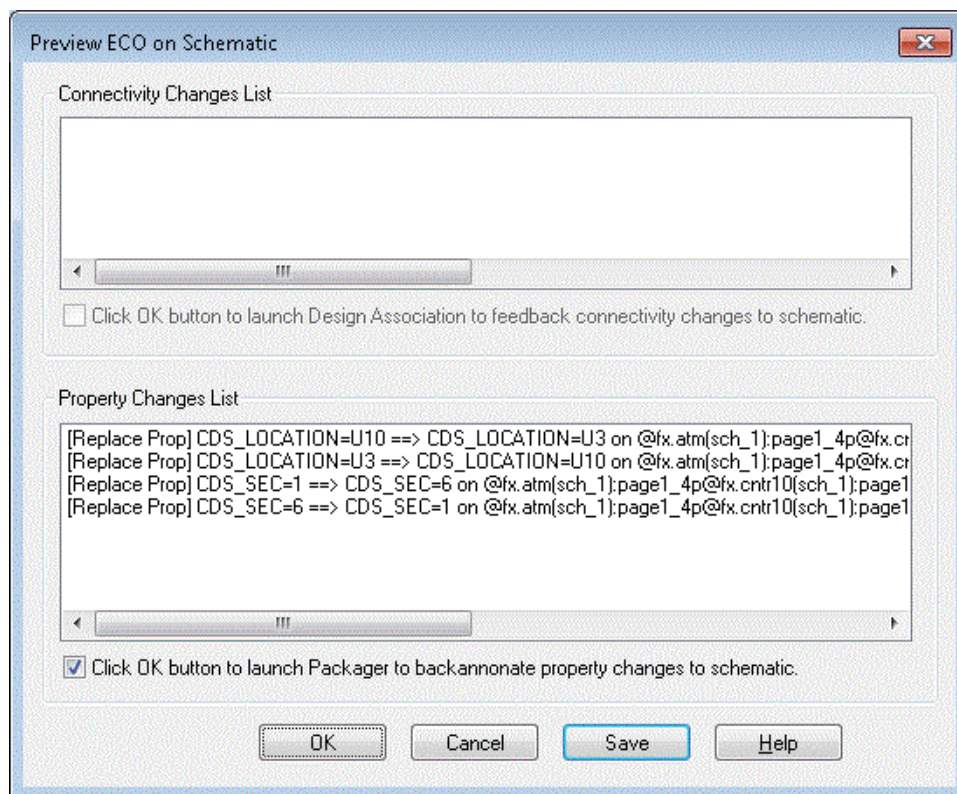 Preview ECO on Schematic
Connectivity Changes List
Click OK button to launch Design Association to feedback connectivity changes to schematic.
Property Changes List
[Replace Prop] CDS_LOCATION=U10 ==> CDS_LOCATION=U3 on @fx.atm(sch_1):page1_4p@fx.cnt
[Replace Prop] CDS_LOCATION=U3 ==> CDS_LOCATION=U10 on @fx.atm(sch_1):page1_4p@fx.cr
[Replace Prop] CDS_SEC=1 ==> CDS_SEC=6 on @fx.atm(sch_1):page1_4p@fx.cntr10(sch_1):page1
[Replace Prop] CDS_SEC=6 ==> CDS_SEC=1 on @fx.atm(sch_1):page1_4p@fx.cntr10(sch_1):page1
Click OK button to launch Packager to backannonate property changes to schematic.
OK
Cancel
Save
Help